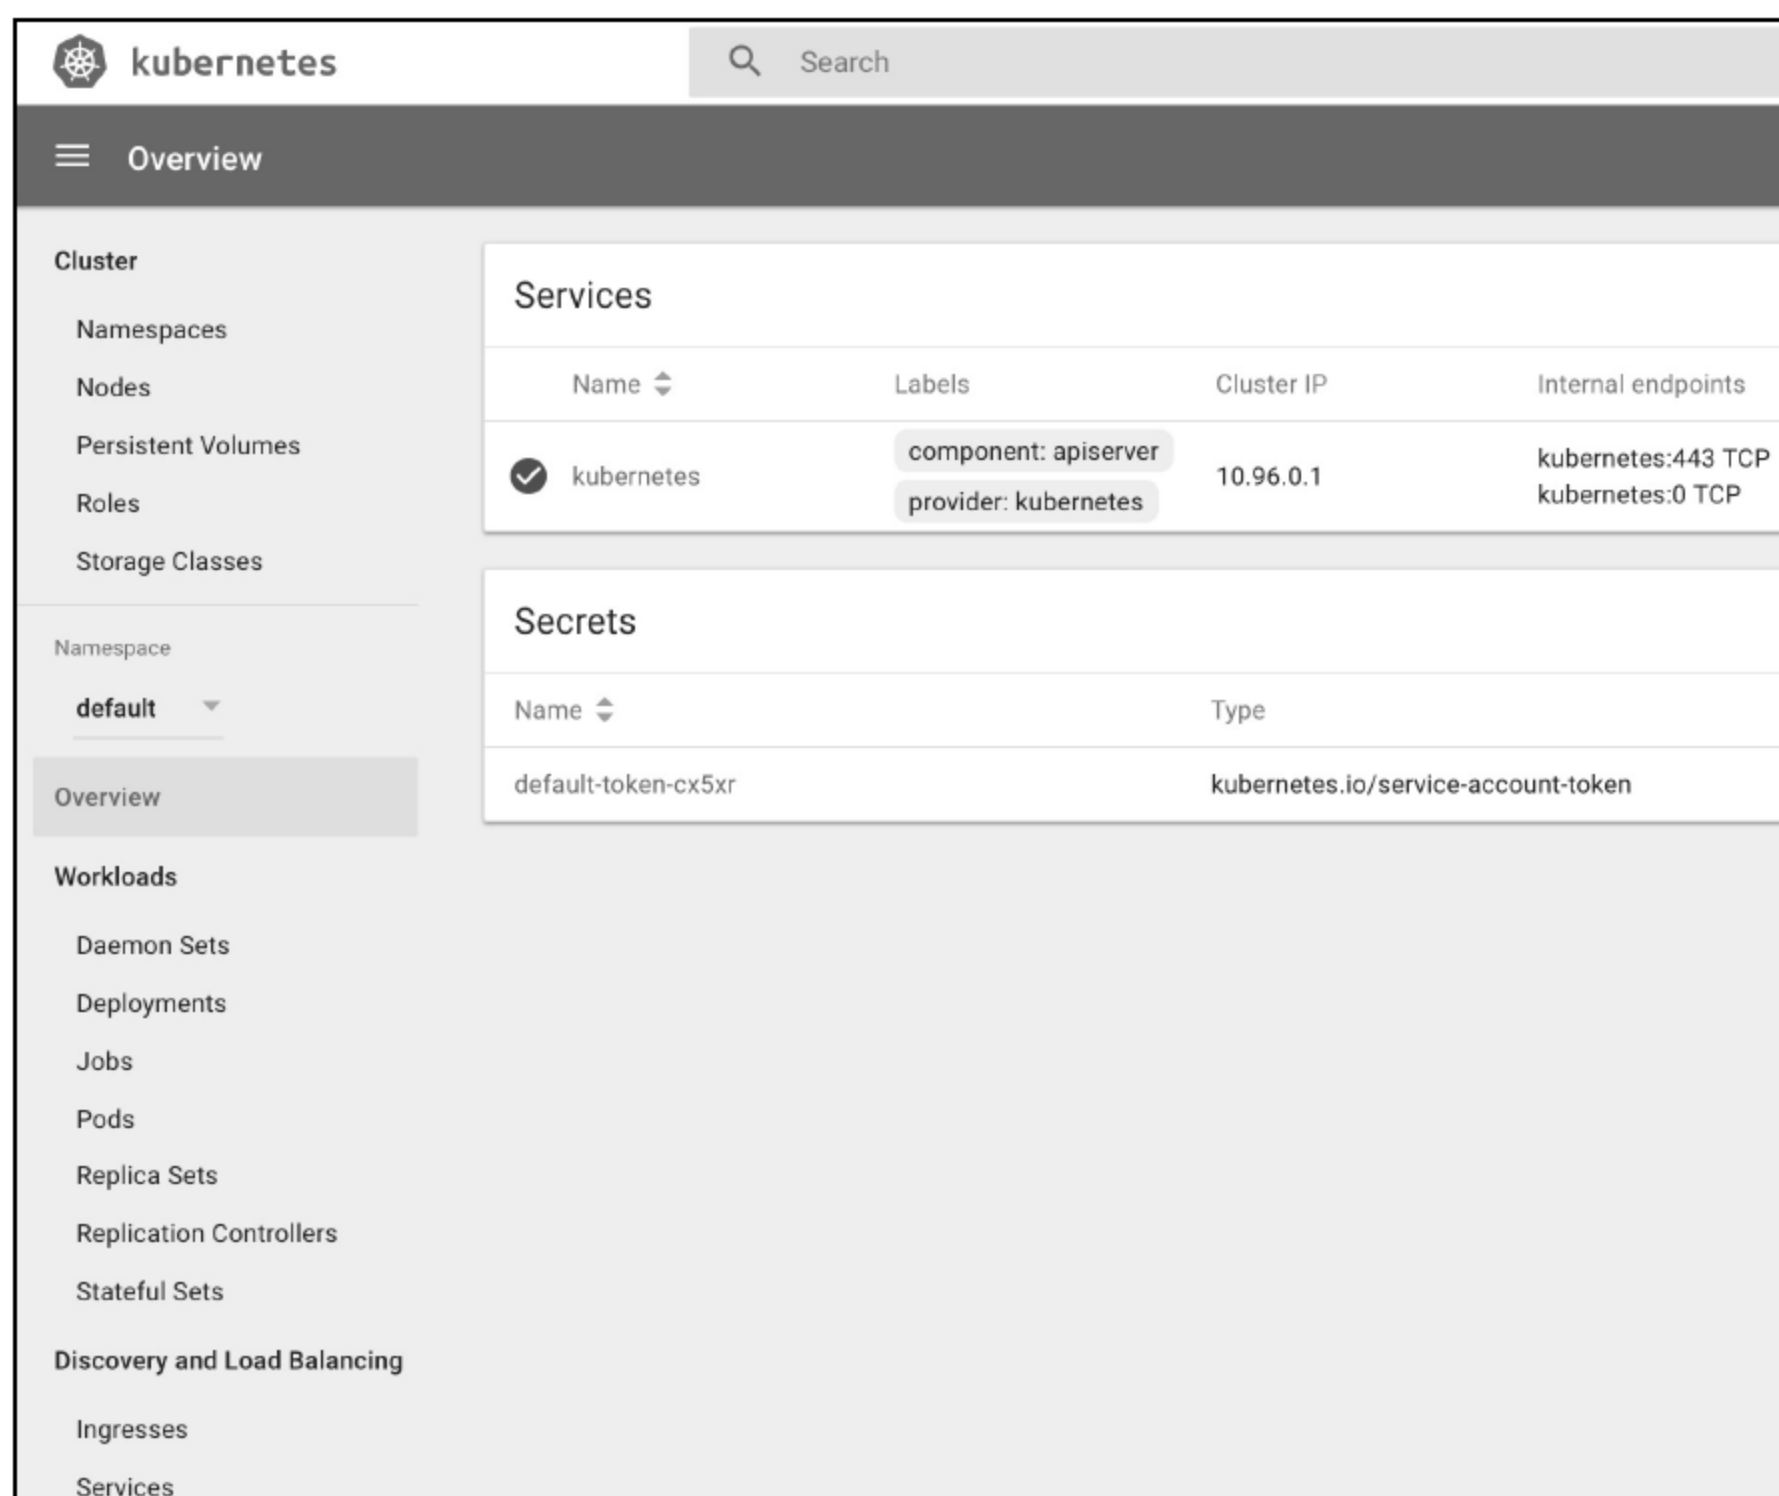 kubernetes
Search
Overview
Cluster
Namespaces
Nodes
Persistent Volumes
Roles
Storage Classes
Namespace
default
Overview
Workloads
Daemon Sets
Deployments
Jobs
Pods
Replica Sets
Replication Controllers
Stateful Sets
Discovery and Load Balancing
Ingresses
Services
Services
Name Labels Cluster IP Internal endpoints
kubernetes component: apiserver provider: kubernetes 10.96.0.1 kubernetes:443 TCP kubernetes:0 TCP
Secrets
Name Type
default-token-cx5xr kubernetes.io/service-account-token